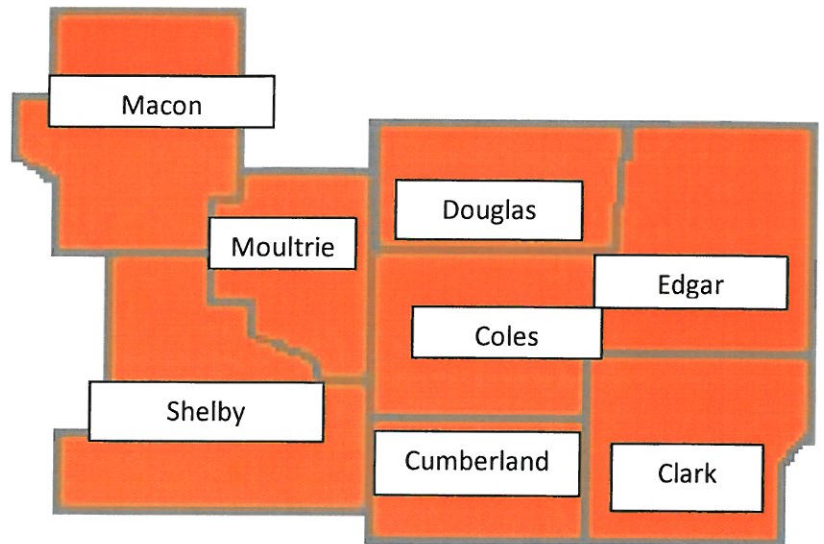 Macon
Douglas
Moultrie
Edgar
Coles
Shelby
Cumberland
Clark